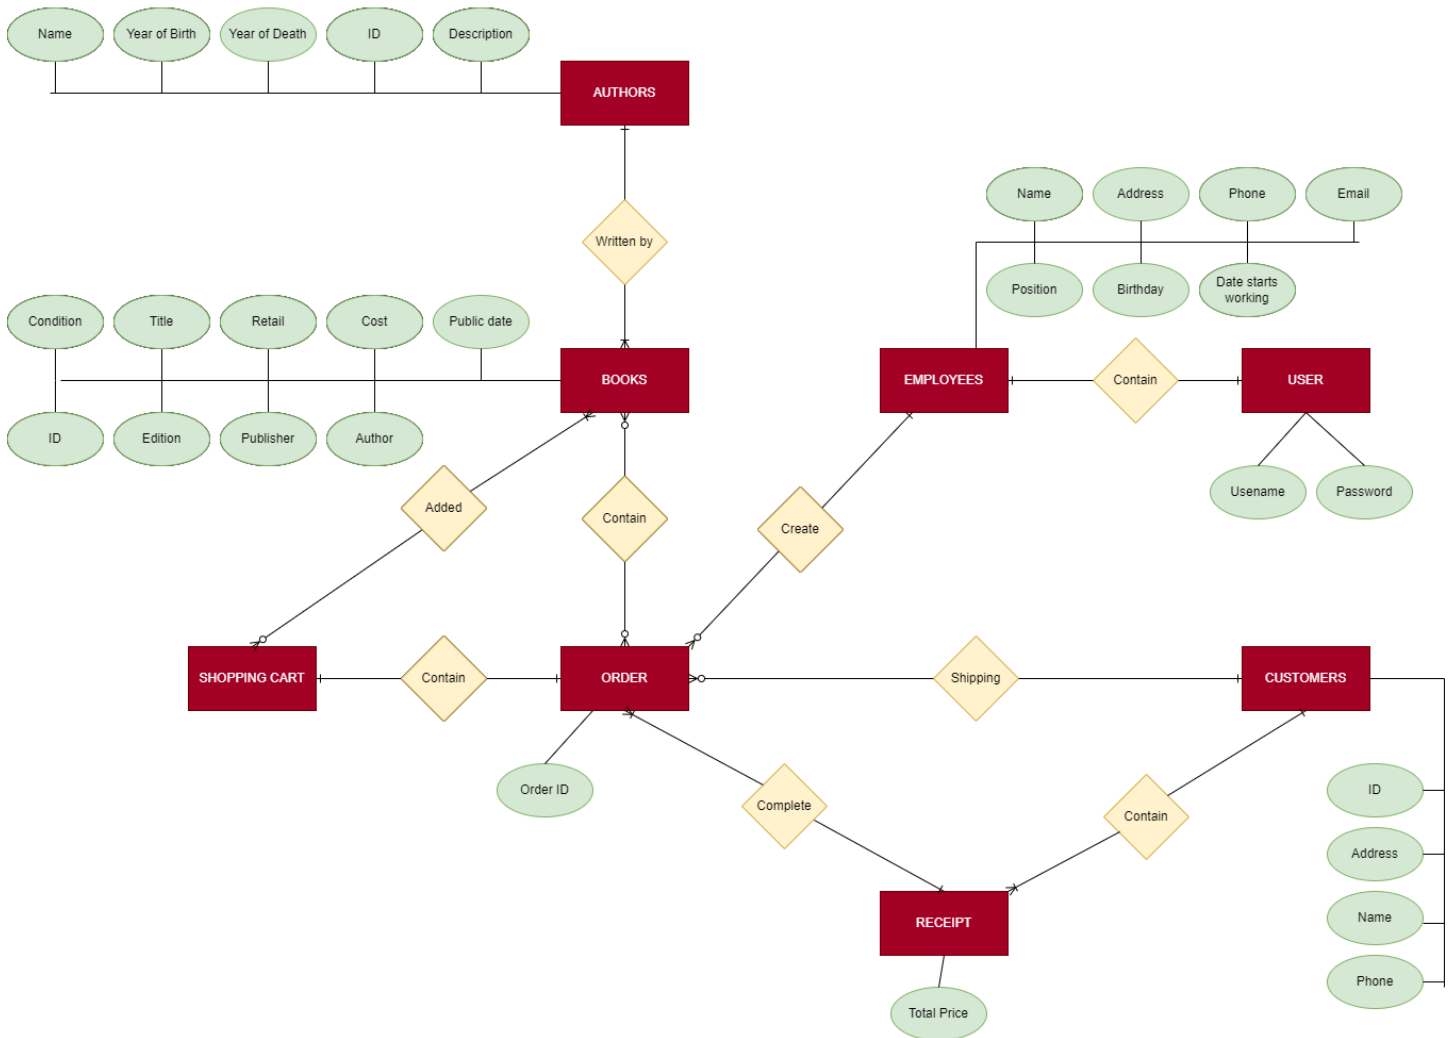 Name
Year of Birth
Year of Death
ID
Description
AUTHORS
Written by
Name
Address
Phone
Email
Position
Birthday
Date starts
working
Condition
Title
Retail
Cost
Public date
BOOKS
EMPLOYEES
Contain
USER
ID
Edition
Publisher
Author
Usename
Password
Added
Contain
Create
SHOPPING CART
Contain
ORDER
Shipping
CUSTOMERS
Order ID
Complete
Contain
ID
Address
Name
Phone
RECEIPT
Total Price